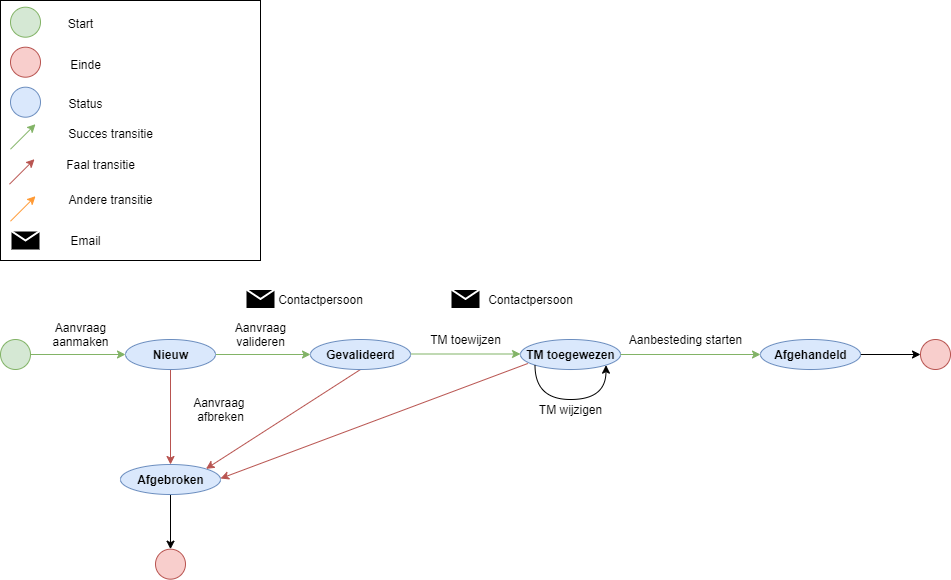 Start
Einde
Status
Succes transitie
Faal transitie
Andere transitie
Email
Contactpersoon
Contactpersoon
Aanvraag
aanmaken
Aanvraag
valideren
TM toewijzen
Aanbesteding starten
Nieuw
Gevalideerd
TM toegewezen
Afgehandeld
Aanvraag
afbreken
TM wijzigen
Afgebroken